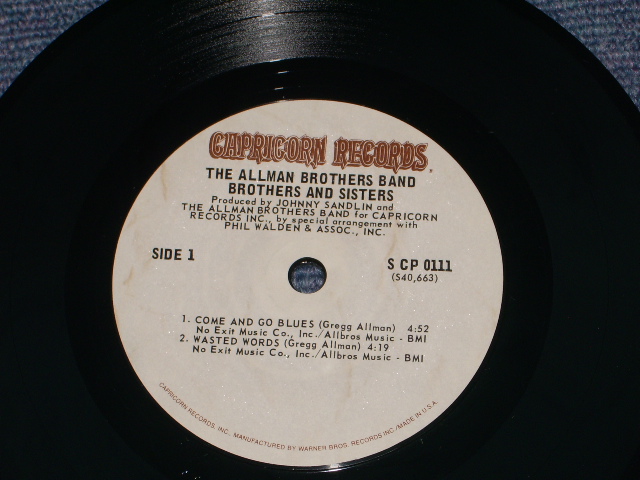 CAPRICORN RECORDS
THE ALLMAN BROTHERS BAND
BROTHERS AND SISTERS
Produced by JOHNNY SANDLIN and
THE ALLMAN BROTHERS BAND for CAPRICORN
RECORDS INC., by special arrangement with
PHIL WALDEN & ASSOC., INC.
SIDE 1
S CP 0111
(S40,663)
1. COME AND GO BLUES (Gregg Allman) 4:52
No Exit Music Co., Inc./Allbros Music - BMI
2. WASTED WORDS (Gregg Allman) 4:19
No Exit Music Co., Inc./Allbros Music - BMI
CAPRICORN RECORDS, INC., MANUFACTURED BY WARNER BROS. RECORDS INC./MADE IN U.S.A.